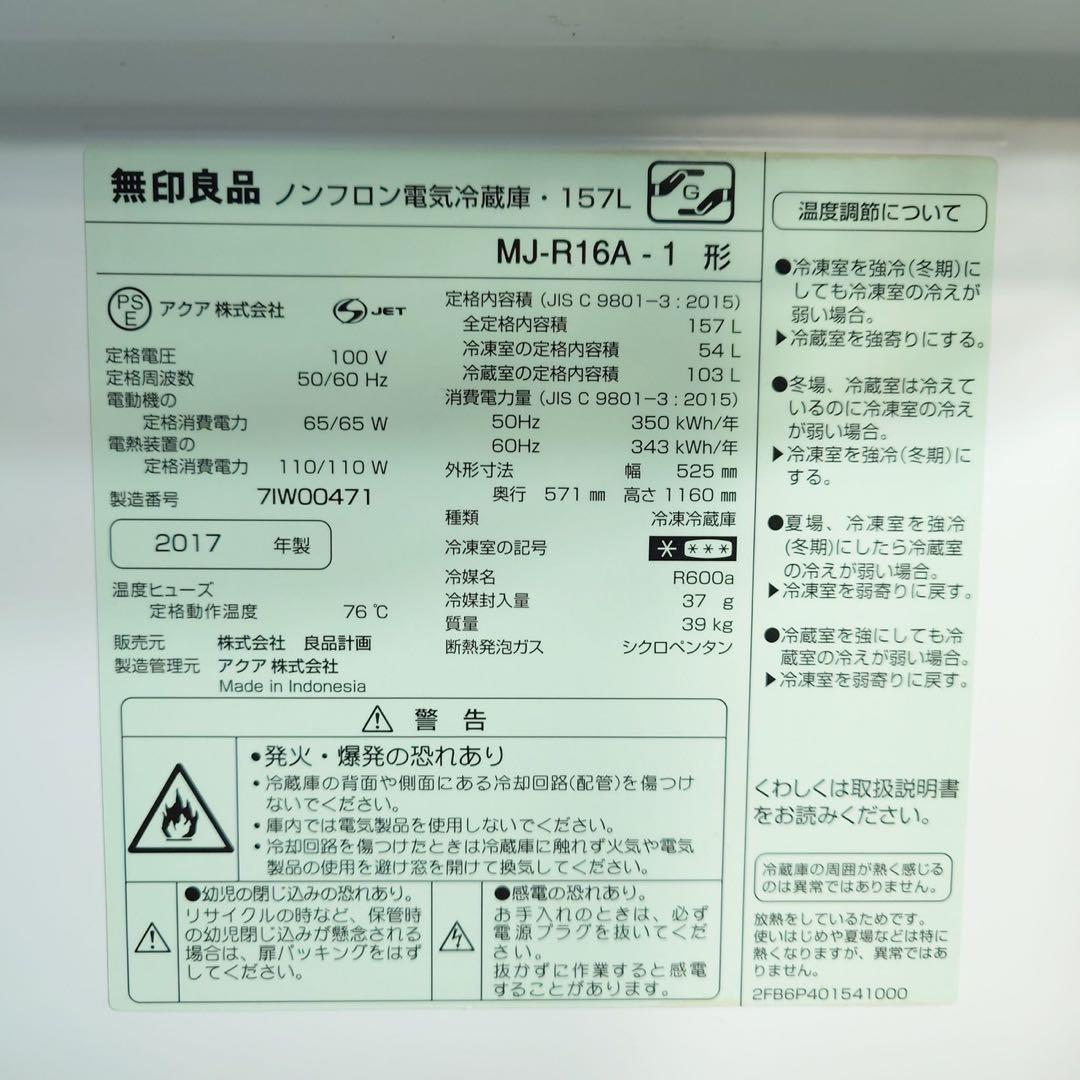 無印良品 ノンフロン電気冷蔵庫・157L
G
MJ-R16A - 1 形
PS
E
アクア 株式会社
JET
定格電圧 100 V
定格周波数 50/60 Hz
電動機の
定格消費電力 65/65 W
電熱装置の
定格消費電力 110/110 W
製造番号 7IW00471
2017 年製
温度ヒューズ
定格動作温度 76 ℃
販売元 株式会社 良品計画
製造管理元 アクア 株式会社
Made in Indonesia
定格内容積 (JIS C 9801-3 : 2015)
全定格内容積 157 L
冷凍室の定格内容積 54 L
冷蔵室の定格内容積 103 L
消費電力量 (JIS C 9801-3 : 2015)
50Hz 350 kWh/年
60Hz 343 kWh/年
外形寸法 幅 525 ㎜
奥行 571 ㎜ 高さ 1160 ㎜
種類 冷凍冷蔵庫
冷凍室の記号 * ***
冷媒名 R600a
冷媒封入量 37 g
質量 39 kg
断熱発泡ガス シクロペンタン
⚠ 警 告
•発火・爆発の恐れあり
・冷蔵庫の背面や側面にある冷却回路(配管)を傷つけ
ないでください。
・庫内では電気製品を使用しないでください。
・冷却回路を傷つけたときは冷蔵庫に触れず火気や電気
製品の使用を避け窓を開けて換気してください。
●幼児の閉じ込みの恐れあり。
リサイクルの時など、保管時
の幼児閉じ込みが懸念される
場合は、扉パッキングをはず
してください。
●感電の恐れあり。
お手入れのときは、必ず
電源プラグを抜いてくだ
さい。
抜かずに作業すると感電
することがあります。
温度調節について
●冷凍室を強冷(冬期)に
しても冷凍室の冷えが
弱い場合。
▶冷蔵室を強寄りにする。
●冬場、冷蔵室は冷えて
いるのに冷凍室の冷え
が弱い場合。
▶冷凍室を強冷(冬期)に
する。
●夏場、冷凍室を強冷
(冬期)にしたら冷蔵室
の冷えが弱い場合。
▶冷凍室を弱寄りに戻す。
●冷蔵室を強にしても冷
蔵室の冷えが弱い場合。
▶冷凍室を弱寄りに戻す。
くわしくは取扱説明書
をお読みください。
冷蔵庫の周囲が熱く感じる
のは異常ではありません。
放熱をしているためです。
使いはじめや夏場などは特に
熱くなりますが、異常ではあ
りません。
2FB6P401541000